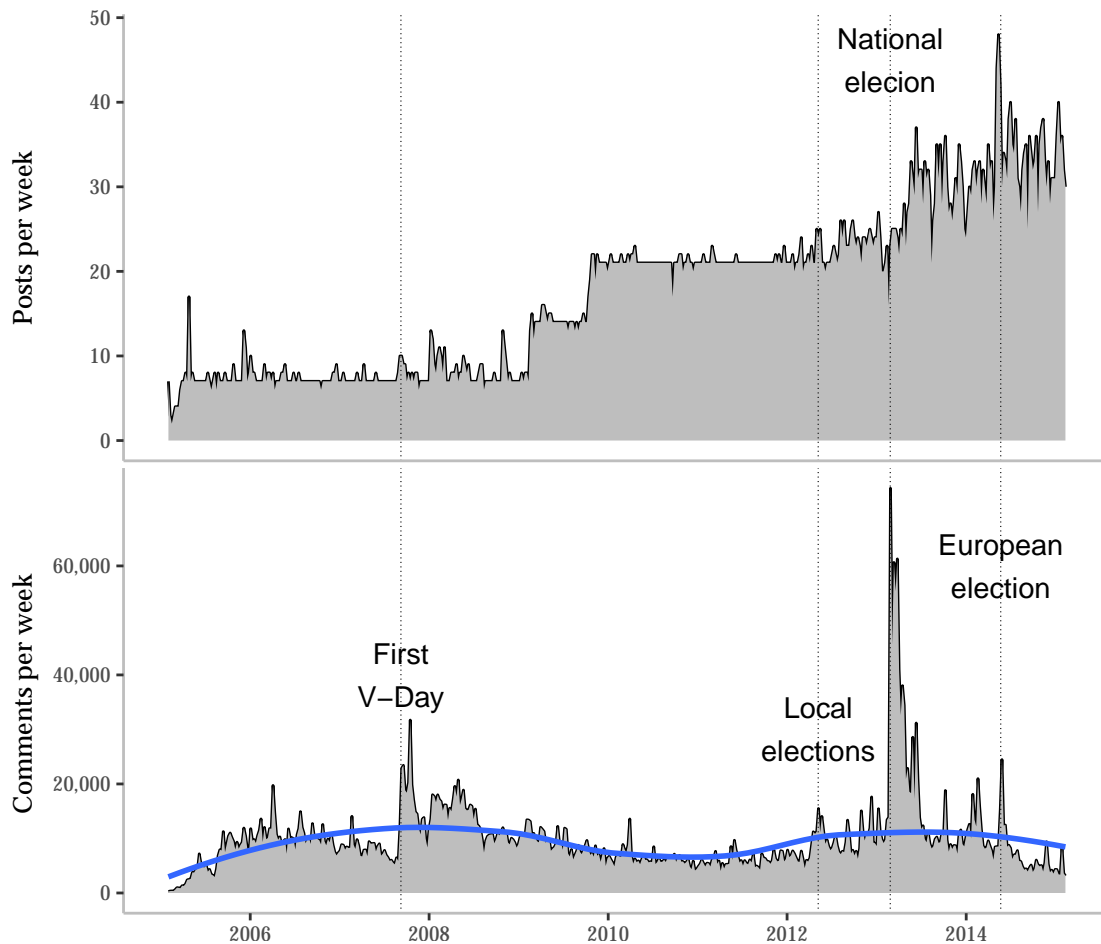 50
40
30
20
10
0
Posts per week
National
elecion
60,000
40,000
20,000
0
Comments per week
First
V−Day
Local
elections
European
election
2006
2008
2010
2012
2014